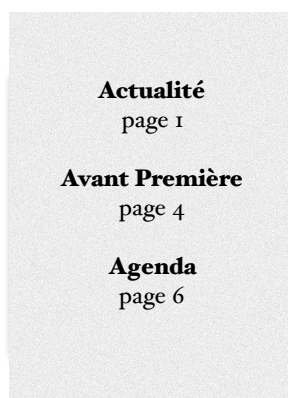 Actualité
page 1
Avant Première
page 4
Agenda
page 6